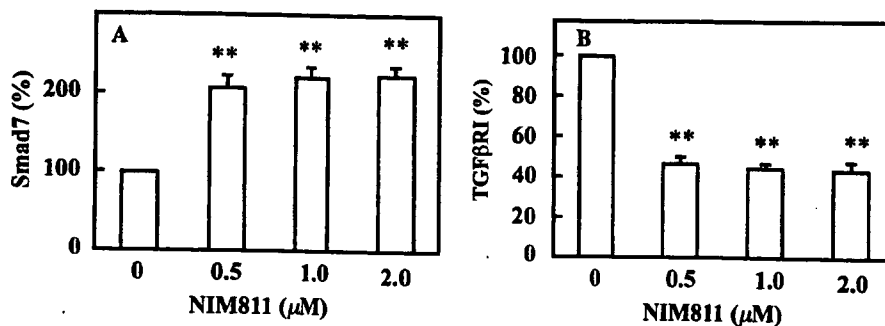 A
** ** **
Smad7 (%)
200
100
0
0 0.5 1.0 2.0
NIM811 (μM)
B
100
80
60
40
20
0
TGFβRI (%)
** ** **
0 0.5 1.0 2.0
NIM811 (μM)